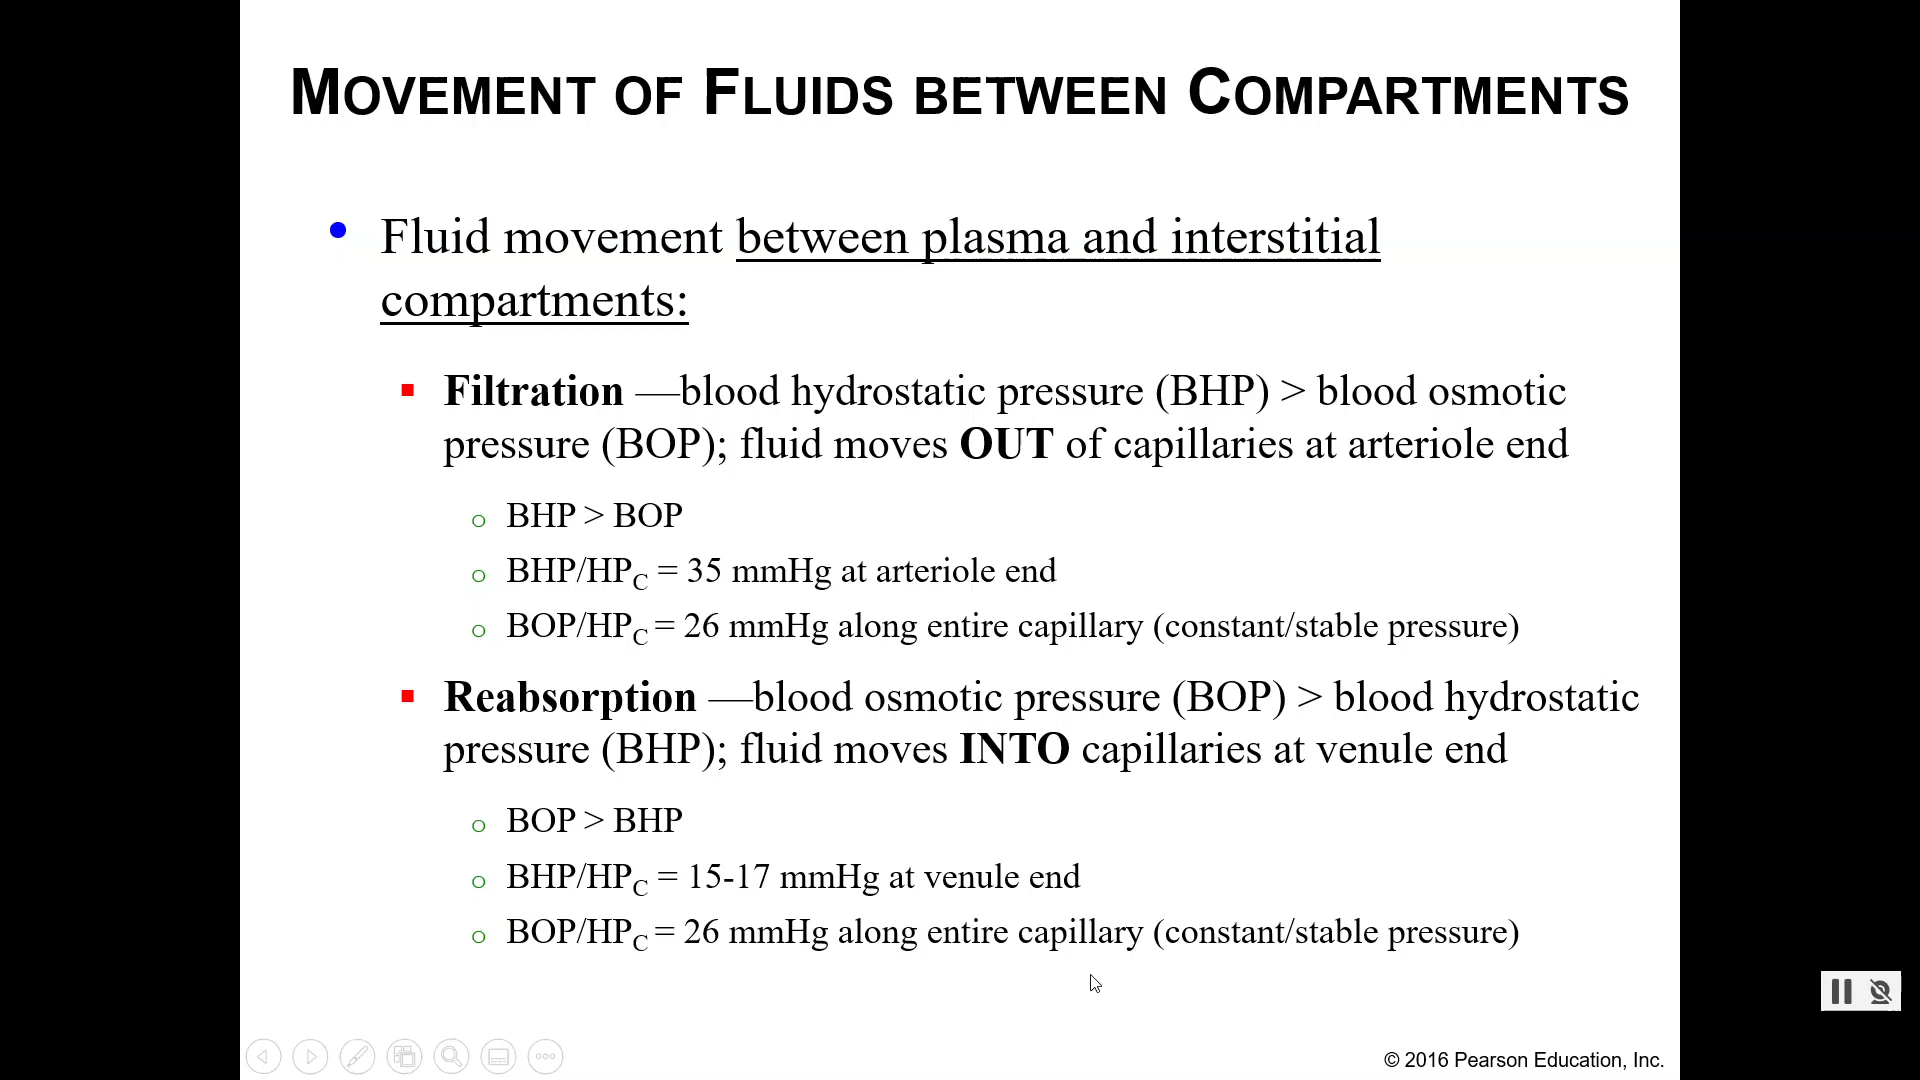 MOVEMENT OF FLUIDS BETWEEN COMPARTMENTS
• Fluid movement between plasma and interstitial
compartments:
▪ Filtration —blood hydrostatic pressure (BHP) > blood osmotic
pressure (BOP); fluid moves OUT of capillaries at arteriole end
o BHP > BOP
o BHP/HPC = 35 mmHg at arteriole end
o BOP/HPC = 26 mmHg along entire capillary (constant/stable pressure)
▪ Reabsorption —blood osmotic pressure (BOP) > blood hydrostatic
pressure (BHP); fluid moves INTO capillaries at venule end
o BOP > BHP
o BHP/HPC = 15-17 mmHg at venule end
o BOP/HPC = 26 mmHg along entire capillary (constant/stable pressure)
© 2016 Pearson Education, Inc.